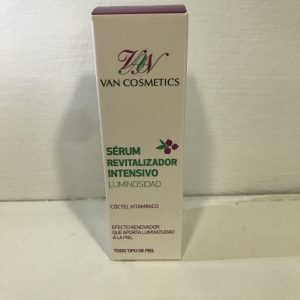 VAN
VAN COSMETICS
SÉRUM
REVITALIZADOR
INTENSIVO
LUMINOSIDAD
CÓCTEL VITAMÍNICO
EFECTO RENOVADOR
QUE APORTA LUMINOSIDAD
A LA PIEL
TODO TIPO DE PIEL